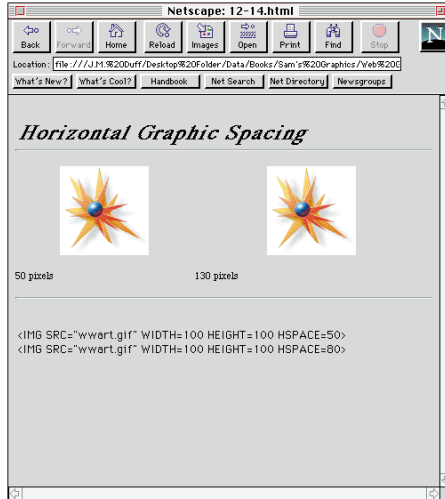 Netscape: 12-14.html
Back Forward Home Reload Images Open Print Find Stop
N
Location: file:///J.M.%20Duff/Desktop%20Folder/Data/Books/Sam's%20Graphics/Web%20G
What's New? What's Cool? Handbook Net Search Net Directory Newsgroups
Horizontal Graphic Spacing
50 pixels 130 pixels
<IMG SRC="wwart.gif" WIDTH=100 HEIGHT=100 HSPACE=50>
<IMG SRC="wwart.gif" WIDTH=100 HEIGHT=100 HSPACE=80>